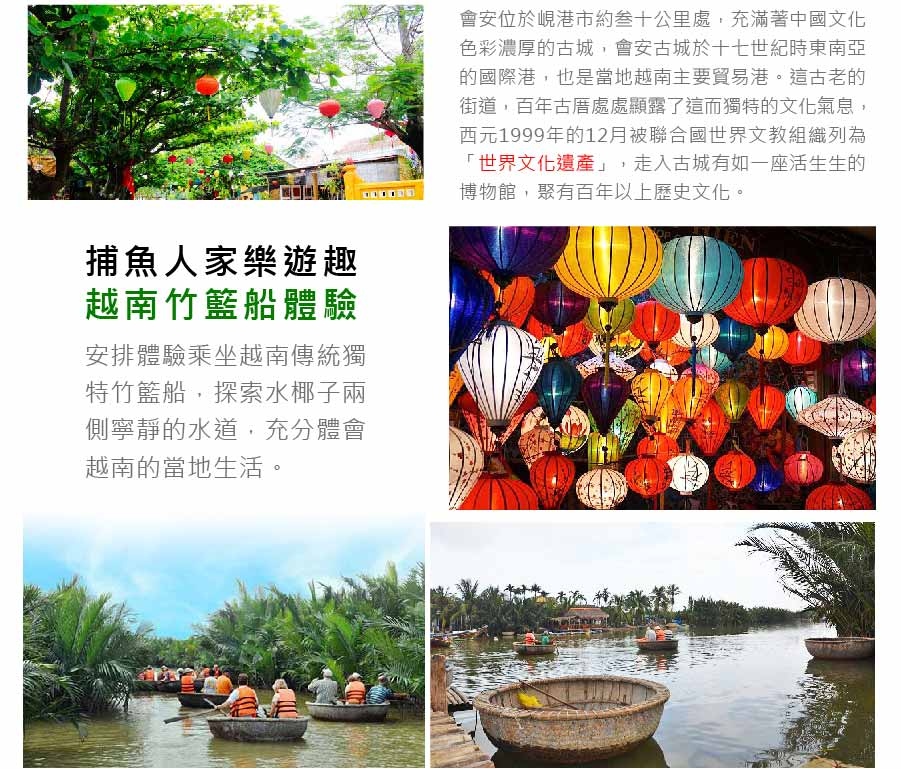 會安位於峴港市約叁十公里處，充滿著中國文化
色彩濃厚的古城，會安古城於十七世紀時東南亞
的國際港，也是當地越南主要貿易港。這古老的
街道，百年古厝處處顯露了這而獨特的文化氣息，
西元1999年的12月被聯合國世界文教組織列為
「世界文化遺產」，走入古城有如一座活生生的
博物館，聚有百年以上歷史文化。
捕魚人家樂遊趣
越南竹籃船體驗
安排體驗乘坐越南傳統獨
特竹籃船，探索水椰子兩
側寧靜的水道，充分體會
越南的當地生活。